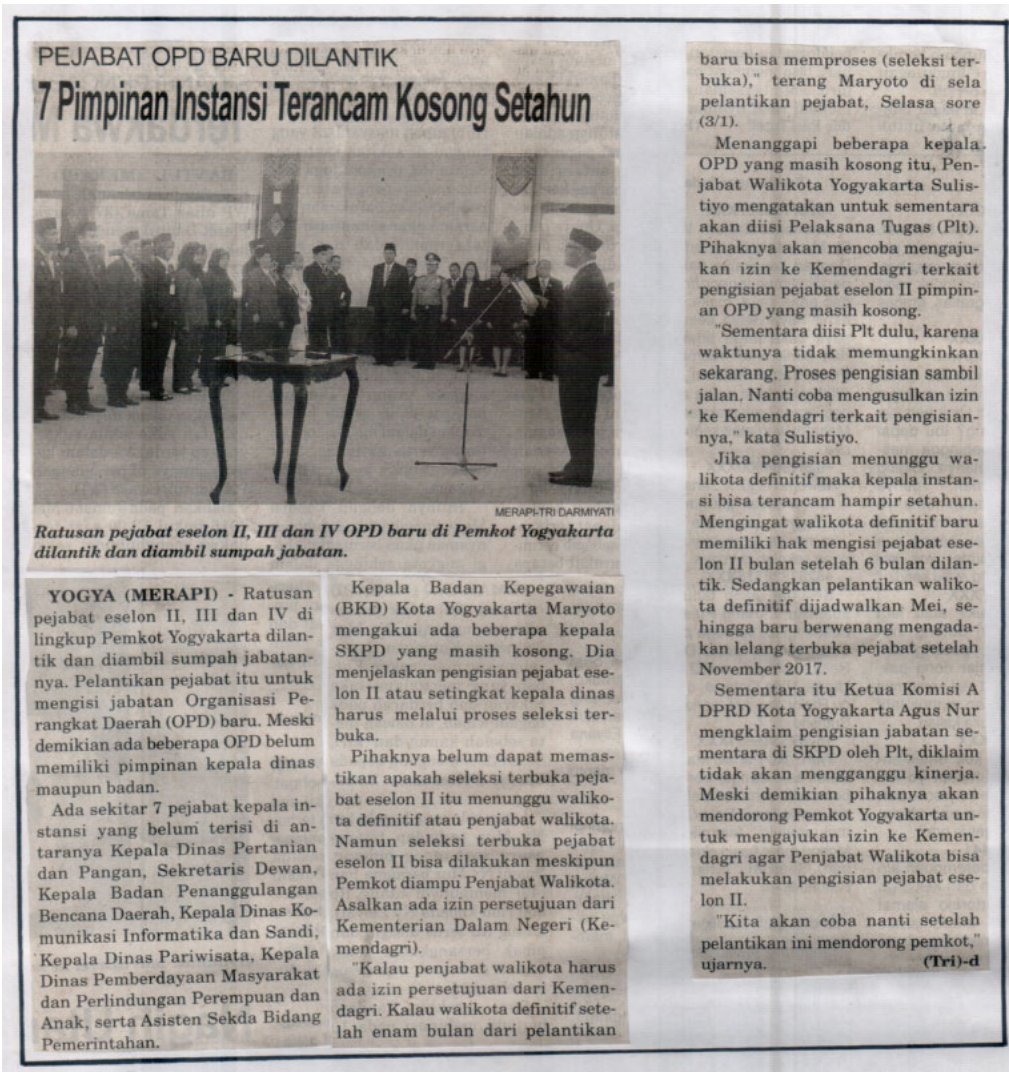 PEJABAT OPD BARU DILANTIK
7 Pimpinan Instansi Terancam Kosong Setahun
MERAPI-TRI DARMIYATI
Ratusan pejabat eselon II, III dan IV OPD baru di Pemkot Yogyakarta
dilantik dan diambil sumpah jabatan.
YOGYA (MERAPI) - Ratusan
pejabat eselon II, III dan IV di
lingkup Pemkot Yogyakarta dilan-
tik dan diambil sumpah jabatan-
nya. Pelantikan pejabat itu untuk
mengisi jabatan Organisasi Pe-
rangkat Daerah (OPD) baru. Meski
demikian ada beberapa OPD belum
memiliki pimpinan kepala dinas
maupun badan.
Ada sekitar 7 pejabat kepala in-
stansi yang belum terisi di an-
taranya Kepala Dinas Pertanian
dan Pangan, Sekretaris Dewan,
Kepala Badan Penanggulangan
Bencana Daerah, Kepala Dinas Ko-
munikasi Informatika dan Sandi,
Kepala Dinas Pariwisata, Kepala
Dinas Pemberdayaan Masyarakat
dan Perlindungan Perempuan dan
Anak, serta Asisten Sekda Bidang
Pemerintahan.
Kepala Badan Kepegawaian
(BKD) Kota Yogyakarta Maryoto
mengakui ada beberapa kepala
SKPD yang masih kosong. Dia
menjelaskan pengisian pejabat ese-
lon II atau setingkat kepala dinas
harus melalui proses seleksi ter-
buka.
Pihaknya belum dapat memas-
tikan apakah seleksi terbuka peja-
bat eselon II itu menunggu waliko-
ta definitif atau penjabat walikota.
Namun seleksi terbuka pejabat
eselon II bisa dilakukan meskipun
Pemkot diampu Penjabat Walikota.
Asalkan ada izin persetujuan dari
Kementerian Dalam Negeri (Ke-
mendagri).
"Kalau penjabat walikota harus
ada izin persetujuan dari Kemen-
dagri. Kalau walikota definitif sete-
lah enam bulan dari pelantikan
baru bisa memproses (seleksi ter-
buka)," terang Maryoto di sela
pelantikan pejabat, Selasa sore
(3/1).
Menanggapi beberapa kepala
OPD yang masih kosong itu, Pen-
jabat Walikota Yogyakarta Sulis-
tiyo mengatakan untuk sementara
akan diisi Pelaksana Tugas (Plt).
Pihaknya akan mencoba mengaju-
kan izin ke Kemendagri terkait
pengisian pejabat eselon II pimpin-
an OPD yang masih kosong.
"Sementara diisi Plt dulu, karena
waktunya tidak memungkinkan
sekarang. Proses pengisian sambil
jalan. Nanti coba mengusulkan izin
ke Kemendagri terkait pengisian-
nya," kata Sulistiyo.
Jika pengisian menunggu wa-
likota definitif maka kepala instan-
si bisa terancam hampir setahun.
Mengingat walikota definitif baru
memiliki hak mengisi pejabat ese-
lon II bulan setelah 6 bulan dilan-
tik. Sedangkan pelantikan waliko-
ta definitif dijadwalkan Mei, se-
hingga baru berwenang mengada-
kan lelang terbuka pejabat setelah
November 2017.
Sementara itu Ketua Komisi A
DPRD Kota Yogyakarta Agus Nur
mengklaim pengisian jabatan se-
mentara di SKPD oleh Plt, diklaim
tidak akan mengganggu kinerja.
Meski demikian pihaknya akan
mendorong Pemkot Yogyakarta un-
tuk mengajukan izin ke Kemen-
dagri agar Penjabat Walikota bisa
melakukan pengisian pejabat ese-
lon II.
"Kita akan coba nanti setelah
pelantikan ini mendorong pemkot,"
ujarnya. (Tri)-d